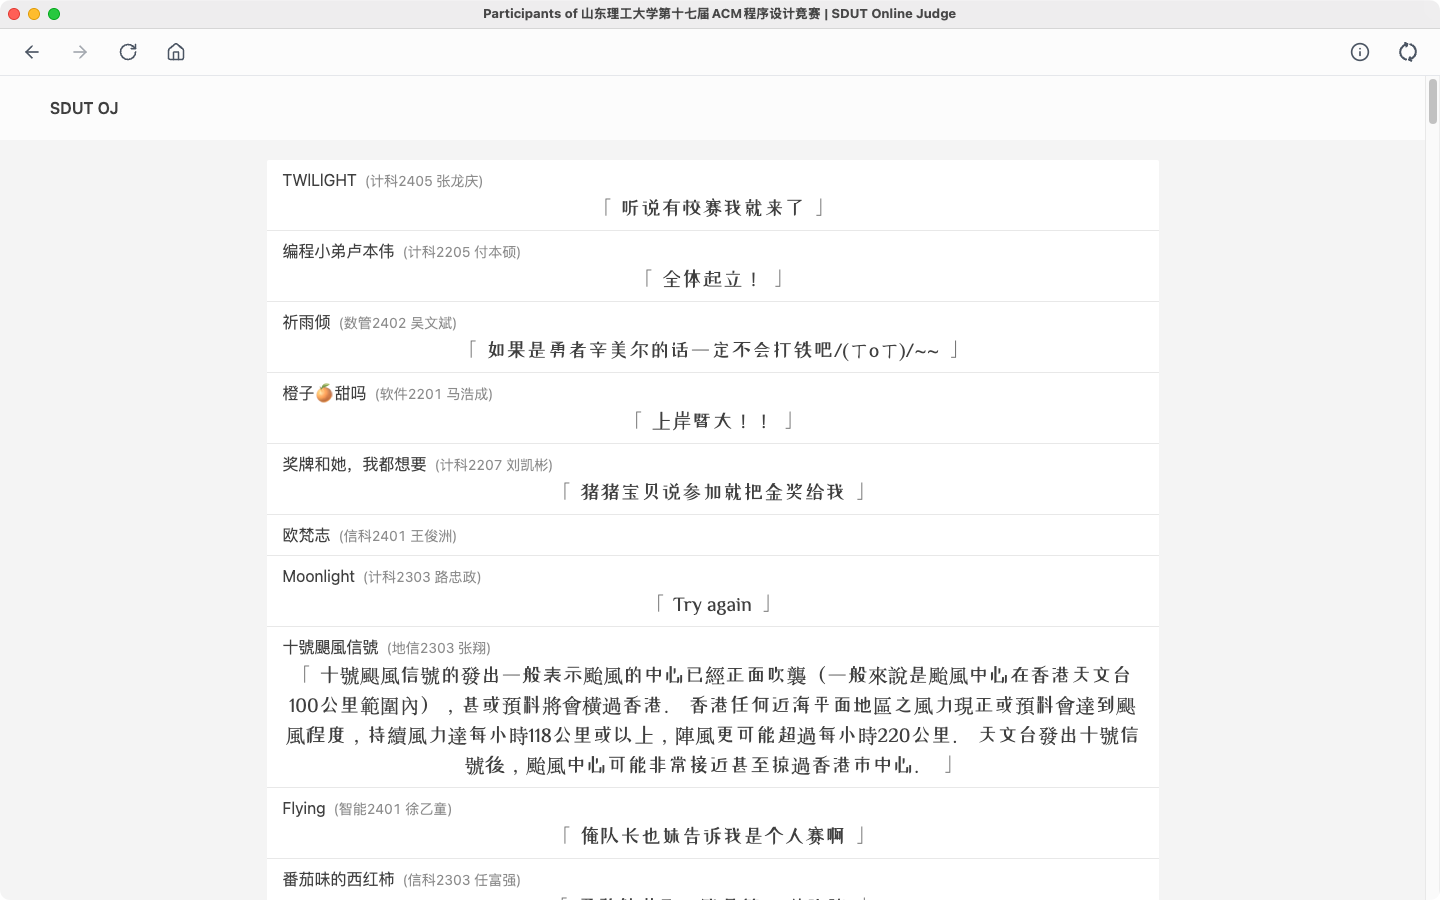 Participants of 山东理工大学第十七届ACM程序设计竞赛 | SDUT Online Judge
SDUT OJ
TWILIGHT (计科2405 张龙庆)
「 听说有校赛我就来了 」
编程小弟卢本伟 (计科2205 付本硕)
「 全体起立！ 」
祈雨倾 (数管2402 吴文斌)
「 如果是勇者辛美尔的话一定不会打铁吧/(ㄒoㄒ)/~~ 」
橙子🍊甜吗 (软件2201 马浩成)
「 上岸暨大！！ 」
奖牌和她，我都想要 (计科2207 刘凯彬)
「 猪猪宝贝说参加就把金奖给我 」
欧梵志 (信科2401 王俊洲)
Moonlight (计科2303 路忠政)
「 Try again 」
十號颶風信號 (地信2303 张翔)
「 十號颶風信號的發出一般表示颱風的中心已經正面吹襲（一般來說是颱風中心在香港天文台
100公里範圍內），甚或預料將會橫過香港． 香港任何近海平面地區之風力現正或預料會達到颶
風程度，持續風力達每小時118公里或以上，陣風更可能超過每小時220公里． 天文台發出十號信
號後，颱風中心可能非常接近甚至掠過香港市中心． 」
Flying (智能2401 徐乙童)
「 俺队长也妹告诉我是个人赛啊 」
番茄味的西红柿 (信科2303 任富强)